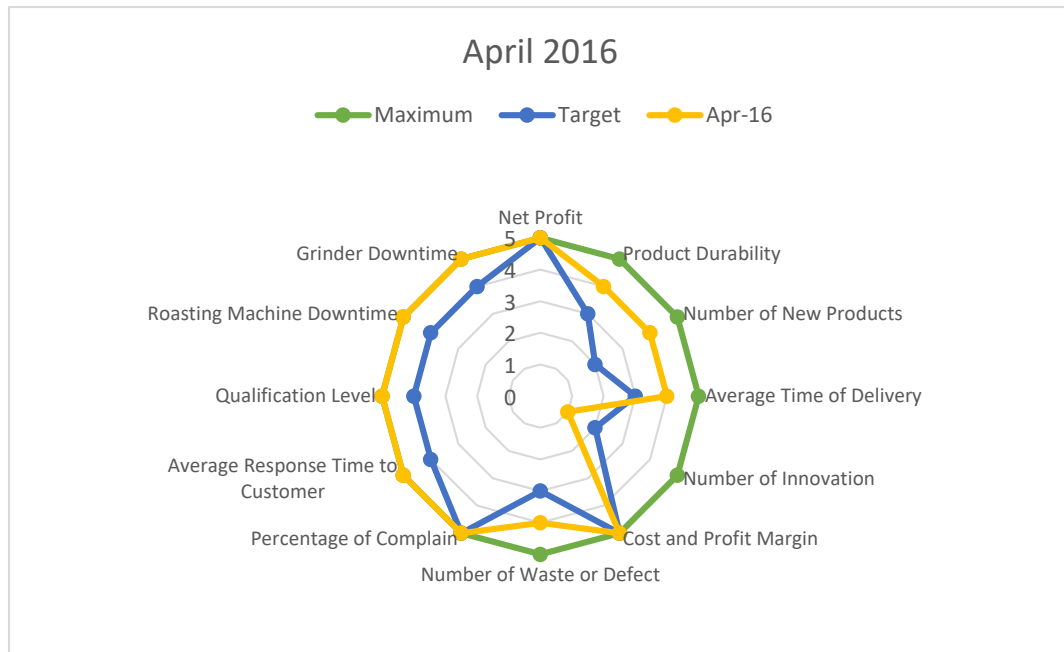 April 2016
Maximum
Target
Apr-16
Net Profit
Grinder Downtime
5
Product Durability
4
Roasting Machine Downtime
3
Number of New Products
2
1
Qualification Level
0
Average Time of Delivery
Average Response Time to
Customer
Number of Innovation
Percentage of Complain
Cost and Profit Margin
Number of Waste or Defect